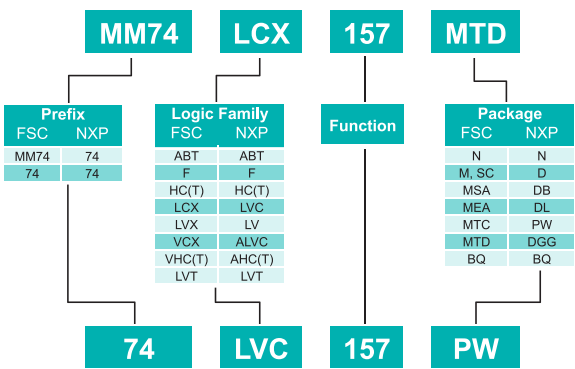 MM74 LCX 157 MTD
Prefix
FSC NXP
MM74 74
74 74
Logic Family
FSC NXP
ABT ABT
F F
HC(T) HC(T)
LCX LVC
LVX LV
VCX ALVC
VHC(T) AHC(T)
LVT LVT
Function
Package
FSC NXP
N N
M, SC D
MSA DB
MEA DL
MTC PW
MTD DGG
BQ BQ
74 LVC 157 PW